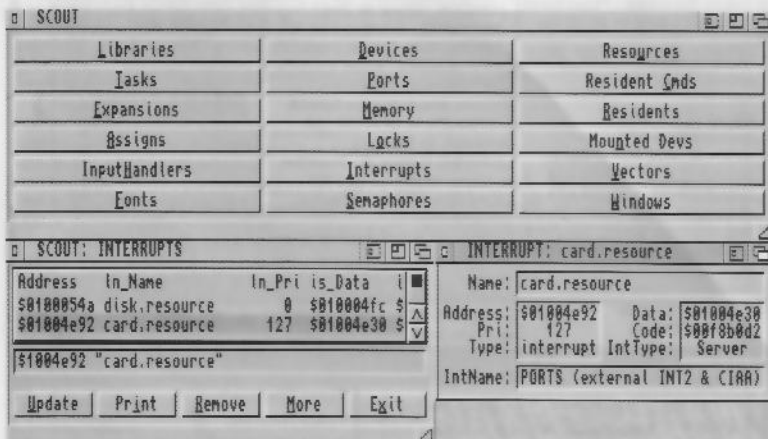 SCOUT
Libraries Devices Resources
Tasks Ports Resident Cmds
Expansions Memory Residents
Assigns Locks Mounted Devs
InputHandlers Interrupts Vectors
Fonts Semaphores Windows
SCOUT: INTERRUPTS
Address ln_Name ln_Pri is_Data i
$0100054a disk.resource 0 $010004fc $
$01004e92 card.resource 127 $01004e30 $
$1004e92 "card.resource"
Update Print Remove More Exit
INTERRUPT: card.resource
Name: card.resource
Address: $01004e92 Data: $01004e30
Pri: 127 Code: $00f8b0d2
Type: interrupt IntType: Server
IntName: PORTS (external INT2 & CIAA)